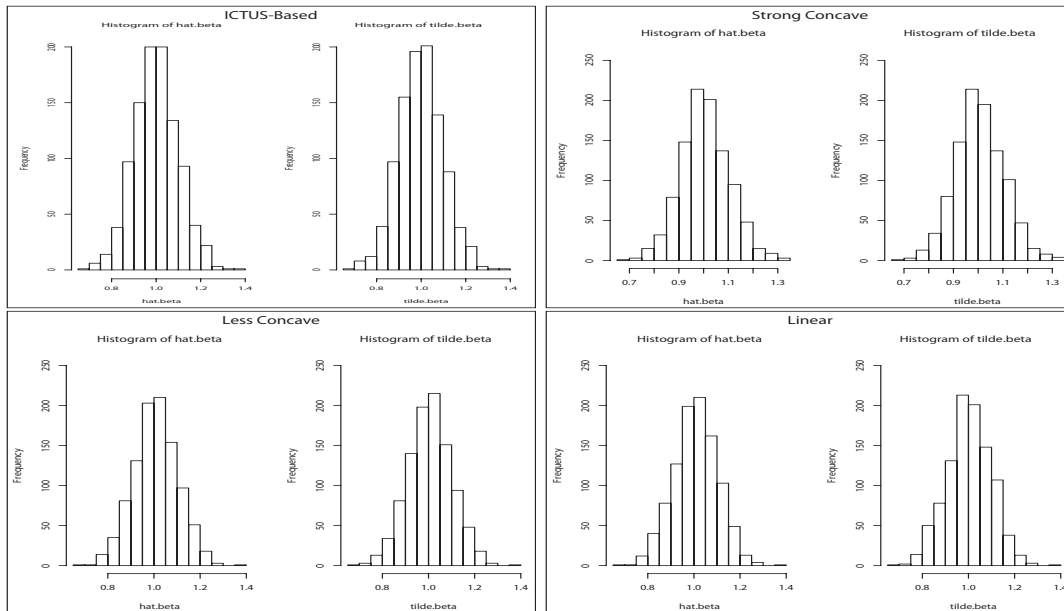 ICTUS-Based
Histogram of hat.beta
Histogram of tilde.beta
Frequency
0
50
100
150
200
0.8 1.0 1.2 1.4
hat.beta
Frequency
0
50
100
150
200
0.8 1.0 1.2 1.4
tilde.beta
Strong Concave
Histogram of hat.beta
Histogram of tilde.beta
Frequency
0
50
100
150
200
250
0.7 0.9 1.1 1.3
hat.beta
Frequency
0
50
100
150
200
250
0.7 0.9 1.1 1.3
tilde.beta
Less Concave
Histogram of hat.beta
Histogram of tilde.beta
Frequency
0
50
100
150
200
250
0.8 1.0 1.2 1.4
hat.beta
Frequency
0
50
100
150
200
250
0.8 1.0 1.2 1.4
tilde.beta
Linear
Histogram of hat.beta
Histogram of tilde.beta
Frequency
0
50
100
150
200
250
0.8 1.0 1.2 1.4
hat.beta
Frequency
0
50
100
150
200
250
0.8 1.0 1.2 1.4
tilde.beta